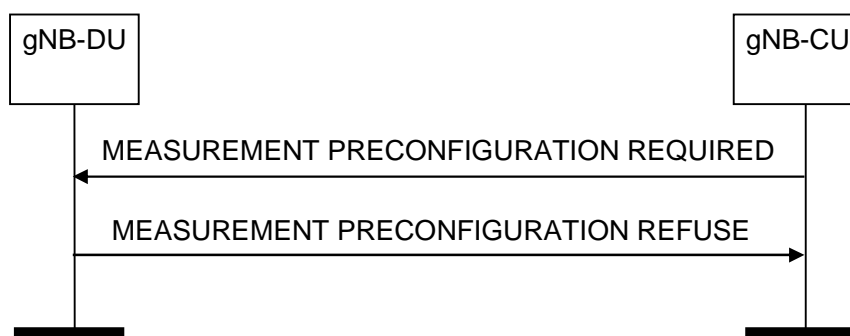 gNB-DU
gNB-CU
MEASUREMENT PRECONFIGURATION REQUIRED
MEASUREMENT PRECONFIGURATION REFUSE